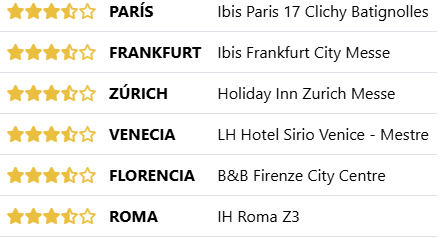 PARÍS Ibis Paris 17 Clichy Batignolles
FRANKFURT Ibis Frankfurt City Messe
ZÚRICH Holiday Inn Zurich Messe
VENECIA LH Hotel Sirio Venice - Mestre
FLORENCIA B&B Firenze City Centre
ROMA IH Roma Z3